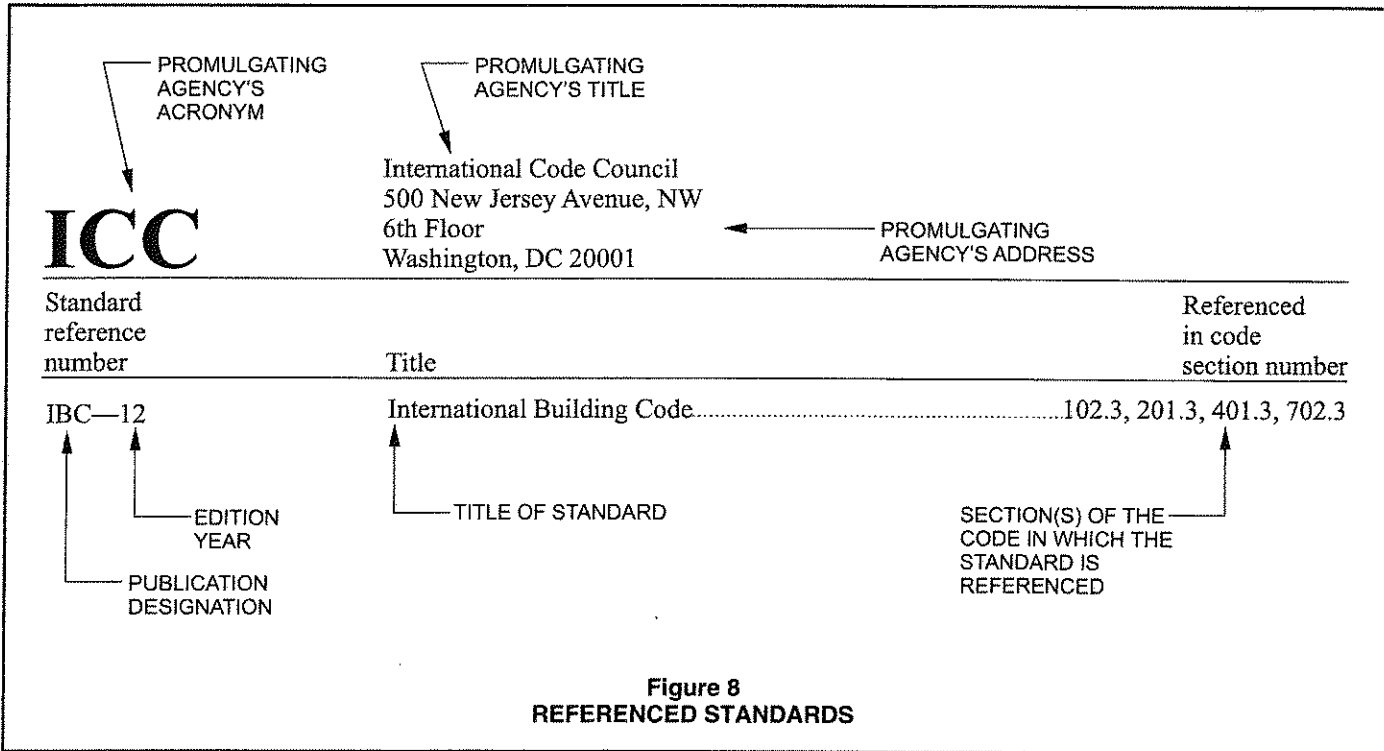 PROMULGATING
AGENCY'S
ACRONYM
PROMULGATING
AGENCY'S TITLE
International Code Council
500 New Jersey Avenue, NW
6th Floor
Washington, DC 20001
PROMULGATING
AGENCY'S ADDRESS
ICC
Standard
reference
number
Title
Referenced
in code
section number
IBC—12
International Building Code........................................................................102.3, 201.3, 401.3, 702.3
EDITION
YEAR
PUBLICATION
DESIGNATION
TITLE OF STANDARD
SECTION(S) OF THE
CODE IN WHICH THE
STANDARD IS
REFERENCED
Figure 8
REFERENCED STANDARDS